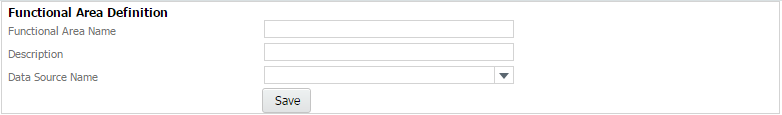 Functional Area Definition
Functional Area Name
Description
Data Source Name
Save